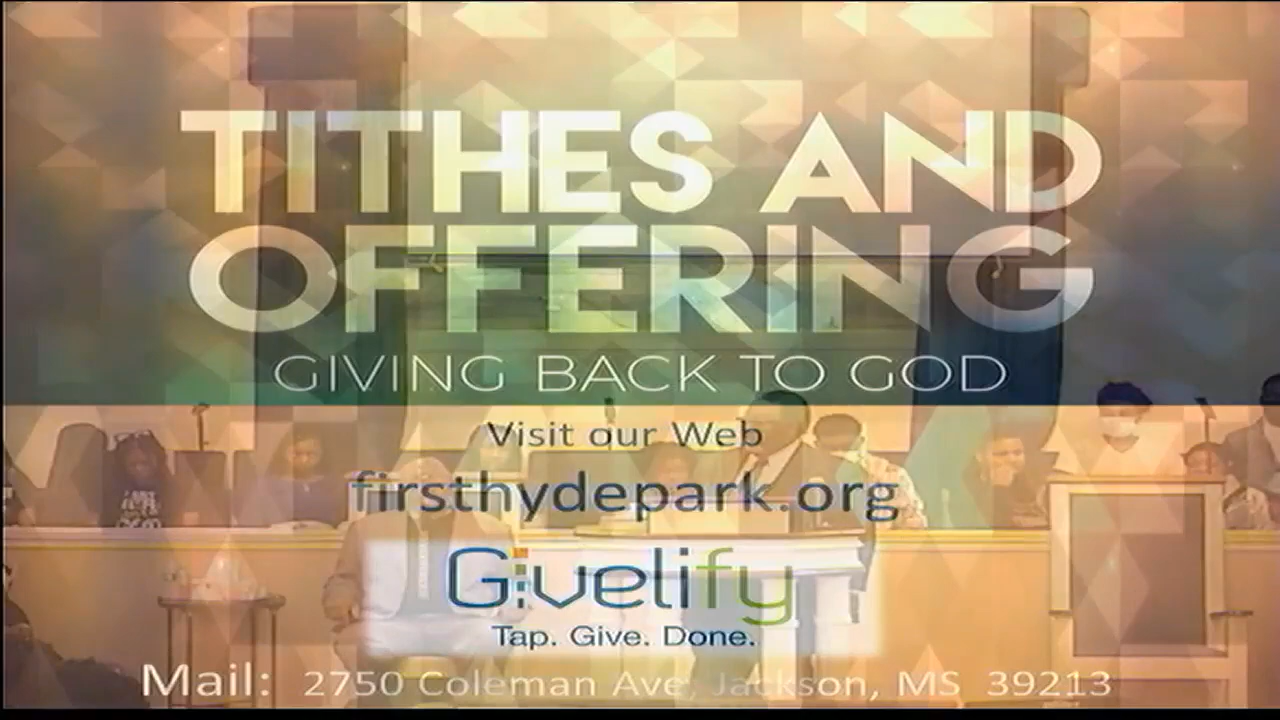 TITHES AND
OFFERING
GIVING BACK TO GOD
Visit our Web
firsthydepark.org
Givelify
Tap. Give. Done.
Mail: 2750 Coleman Ave, Jackson, MS 39213